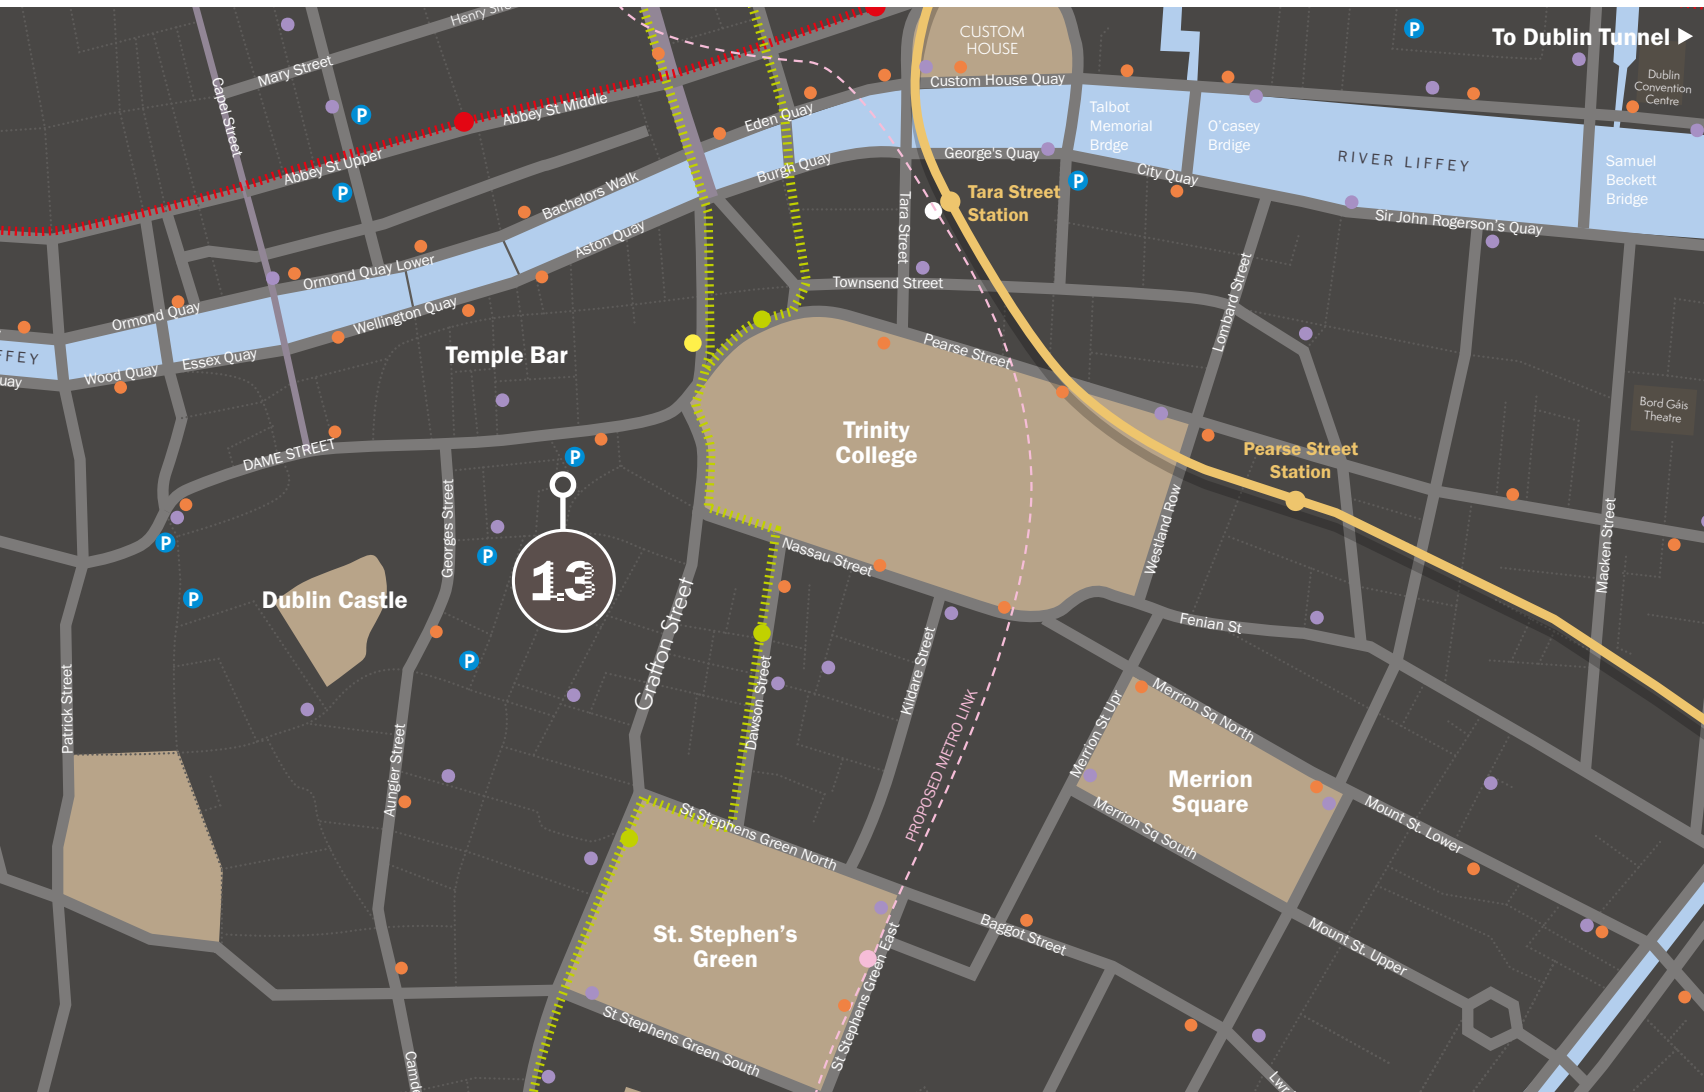 Henry Stre
CUSTOM
HOUSE
P
To Dublin Tunnel
Mary Street
Dublin
Convention
Centre
Capel Street
P
Abbey St Middle
Custom House Quay
Eden Quay
Talbot
Memorial
Brdge
O'casey
Brdige
RIVER LIFFEY
Samuel
Beckett
Bridge
Abbey St Upper
P
Burgh Quay
George's Quay
City Quay
P
Bachelors Walk
Tara Street
Station
Tara Street
Sir John Rogerson's Quay
Aston Quay
Ormond Quay Lower
Townsend Street
Lombard Street
Ormond Quay
Wellington Quay
FFEY
uay
Wood Quay
Essex Quay
Temple Bar
Pearse Street
Bord Gáis
Theatre
Trinity
College
DAME STREET
P
Pearse Street
Station
Georges Street
Westland Row
Macken Street
P
P
13
Nassau Street
P
Dublin Castle
Grafton Street
Fenian St
P
Patrick Street
Dawson Street
Kildare Street
Merrion St Upr
Merrion Sq North
PROPOSED METRO LINK
Aungier Street
Merrion
Square
St Stephens Green North
Merrion Sq South
Mount St. Lower
St. Stephen's
Green
Baggot Street
Mount St. Upper
St Stephens Green East
St Stephens Green South
Camd
Lwr